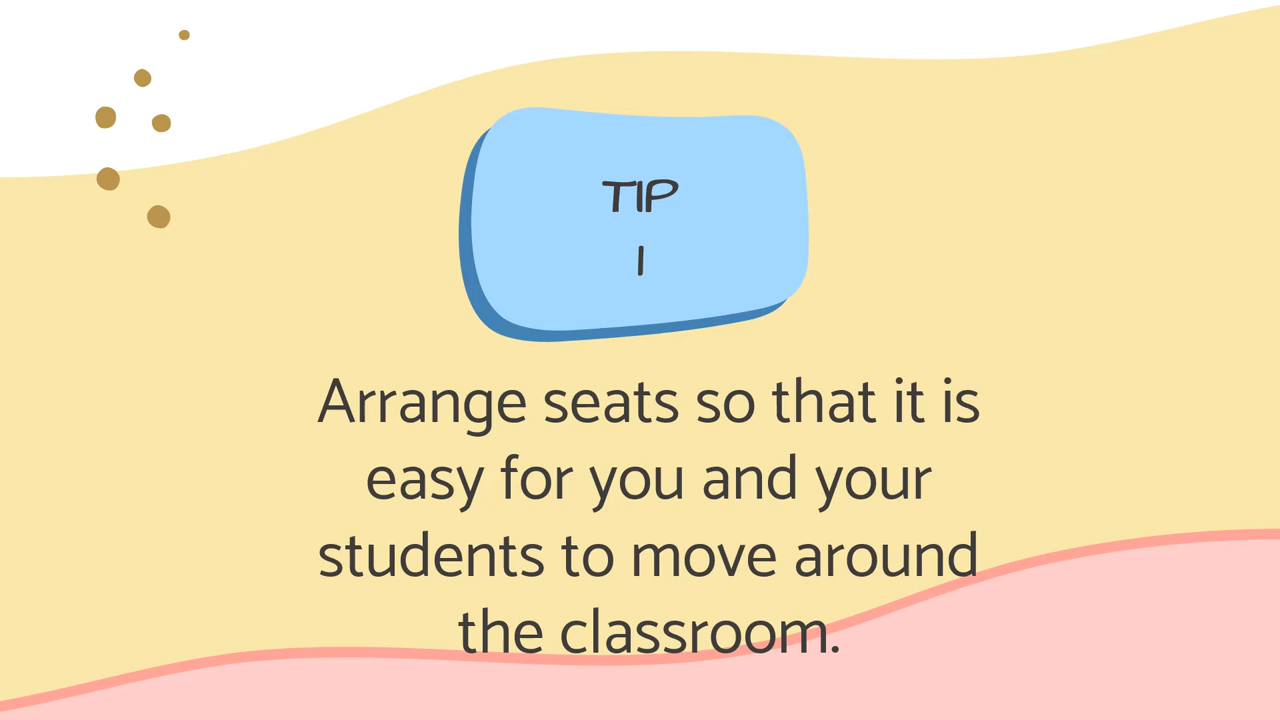 TIP
1
Arrange seats so that it is
easy for you and your
students to move around
the classroom.